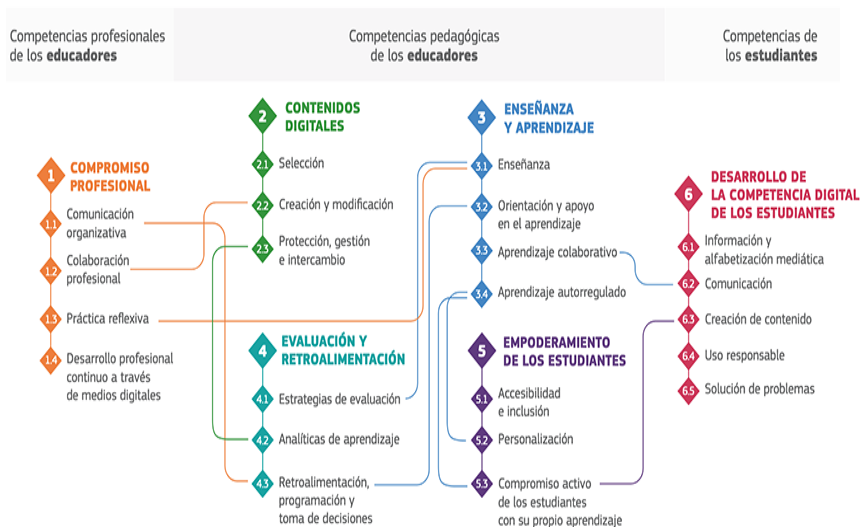 Competencias profesionales
de los educadores
Competencias pedagógicas
de los educadores
Competencias de
los estudiantes
1
COMPROMISO
PROFESIONAL
1.1
Comunicación
organizativa
1.2
Colaboración
profesional
1.3
Práctica reflexiva
1.4
Desarrollo profesional
continuo a través
de medios digitales
2
CONTENIDOS
DIGITALES
2.1
Selección
2.2
Creación y modificación
2.3
Protección, gestión
e intercambio
3
ENSEÑANZA
Y APRENDIZAJE
3.1
Enseñanza
3.2
Orientación y apoyo
en el aprendizaje
3.3
Aprendizaje colaborativo
3.4
Aprendizaje autorregulado
4
EVALUACIÓN Y
RETROALIMENTACIÓN
4.1
Estrategias de evaluación
4.2
Analíticas de aprendizaje
4.3
Retroalimentación,
programación y
toma de decisiones
5
EMPODERAMIENTO
DE LOS ESTUDIANTES
5.1
Accesibilidad
e inclusión
5.2
Personalización
5.3
Compromiso activo
de los estudiantes
con su propio aprendizaje
6
DESARROLLO DE
LA COMPETENCIA DIGITAL
DE LOS ESTUDIANTES
6.1
Información y
alfabetización mediática
6.2
Comunicación
6.3
Creación de contenido
6.4
Uso responsable
6.5
Solución de problemas